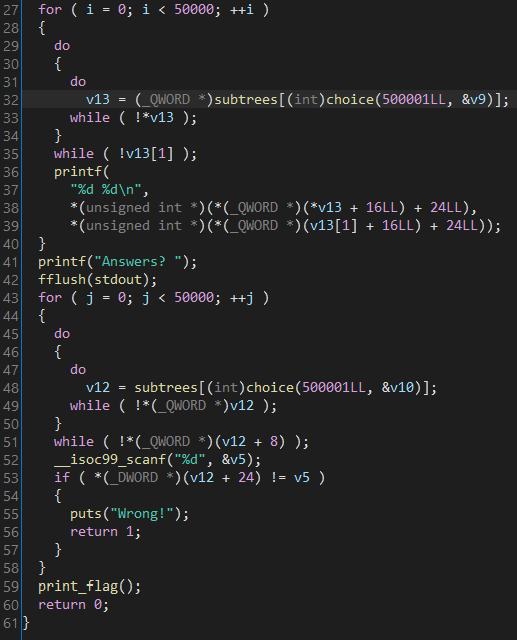 27 for ( i = 0; i < 50000; ++i )
28 {
29 do
30 {
31 do
32 v13 = (_QWORD *)subtrees[(int)choice(500001LL, &v9)];
33 while ( !*v13 );
34 }
35 while ( !v13[1] );
36 printf(
37 "%d %d\n",
38 *(unsigned int *)(*(_QWORD *)(*v13 + 16LL) + 24LL),
39 *(unsigned int *)(*(_QWORD *)(v13[1] + 16LL) + 24LL));
40 }
41 printf("Answers? ");
42 fflush(stdout);
43 for ( j = 0; j < 50000; ++j )
44 {
45 do
46 {
47 do
48 v12 = subtrees[(int)choice(500001LL, &v10)];
49 while ( !*(_QWORD *)v12 );
50 }
51 while ( !*(_QWORD *)(v12 + 8) );
52 __isoc99_scanf("%d", &v5);
53 if ( *(_DWORD *)(v12 + 24) != v5 )
54 {
55 puts("Wrong!");
56 return 1;
57 }
58 }
59 print_flag();
60 return 0;
61 }